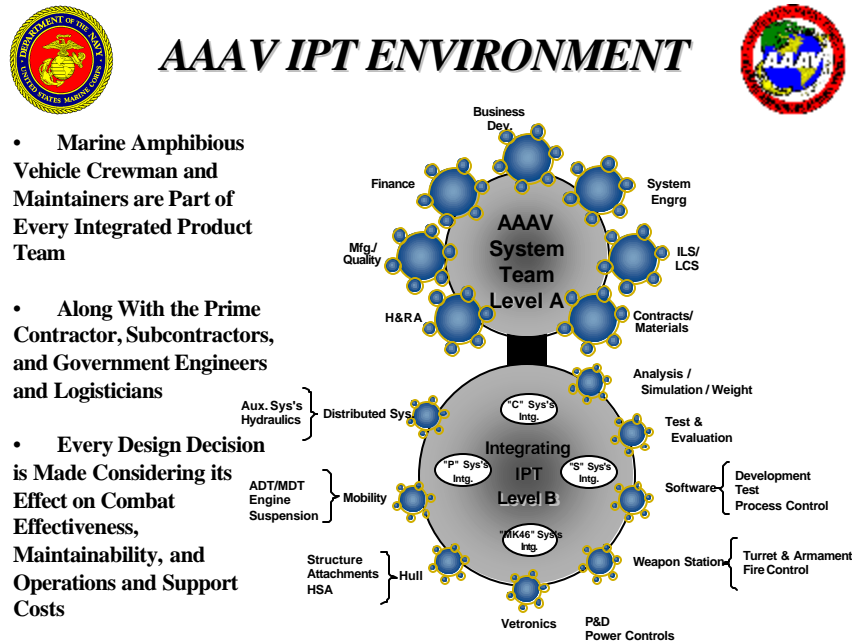 DEPARTMENT OF THE NAVY
UNITED STATES MARINE CORPS
AAAV IPT ENVIRONMENT
AAAV
• Marine Amphibious
Vehicle Crewman and
Maintainers are Part of
Every Integrated Product
Team
• Along With the Prime
Contractor, Subcontractors,
and Government Engineers
and Logisticians
• Every Design Decision
is Made Considering its
Effect on Combat
Effectiveness,
Maintainability, and
Operations and Support
Costs
Business
Dev.
Finance
System
Engrg
Mfg./
Quality
ILS/
LCS
H&RA
Contracts/
Materials
AAAV
System
Team
Level A
Analysis /
Simulation / Weight
Aux. Sys's
Hydraulics
Distributed Sys.
Test &
Evaluation
"C" Sys's
Intg.
Integrating
IPT
Level B
"P" Sys's
Intg.
"S" Sys's
Intg.
"MK46" Sys's
Intg.
ADT/MDT
Engine
Suspension
Mobility
Software
Development
Test
Process Control
Structure
Attachments
HSA
Hull
Weapon Station
Turret & Armament
Fire Control
Vetronics
P&D
Power Controls